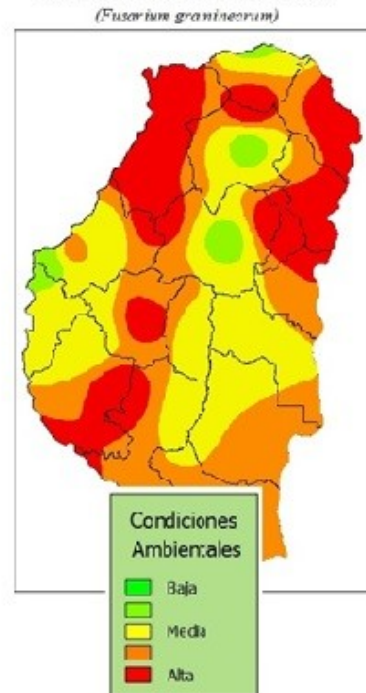 (Fusarium graminearum)
Condiciones
Ambientales
Baja
Media
Alta